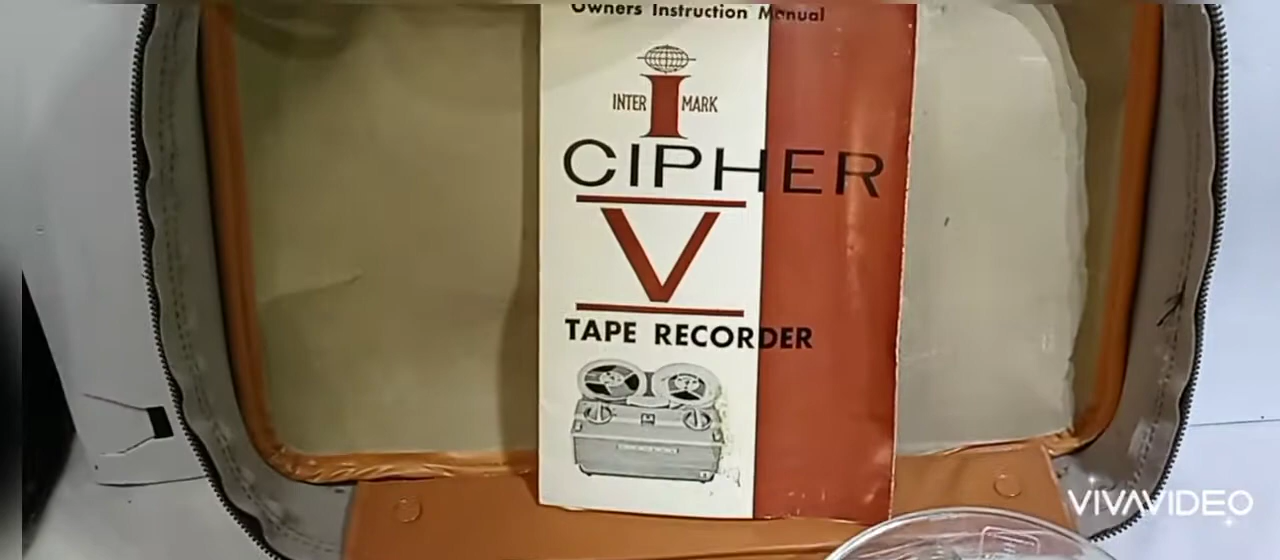 Owners Instruction Manual
INTER MARK
CIPHER
V
TAPE RECORDER
VIVAVIDEO